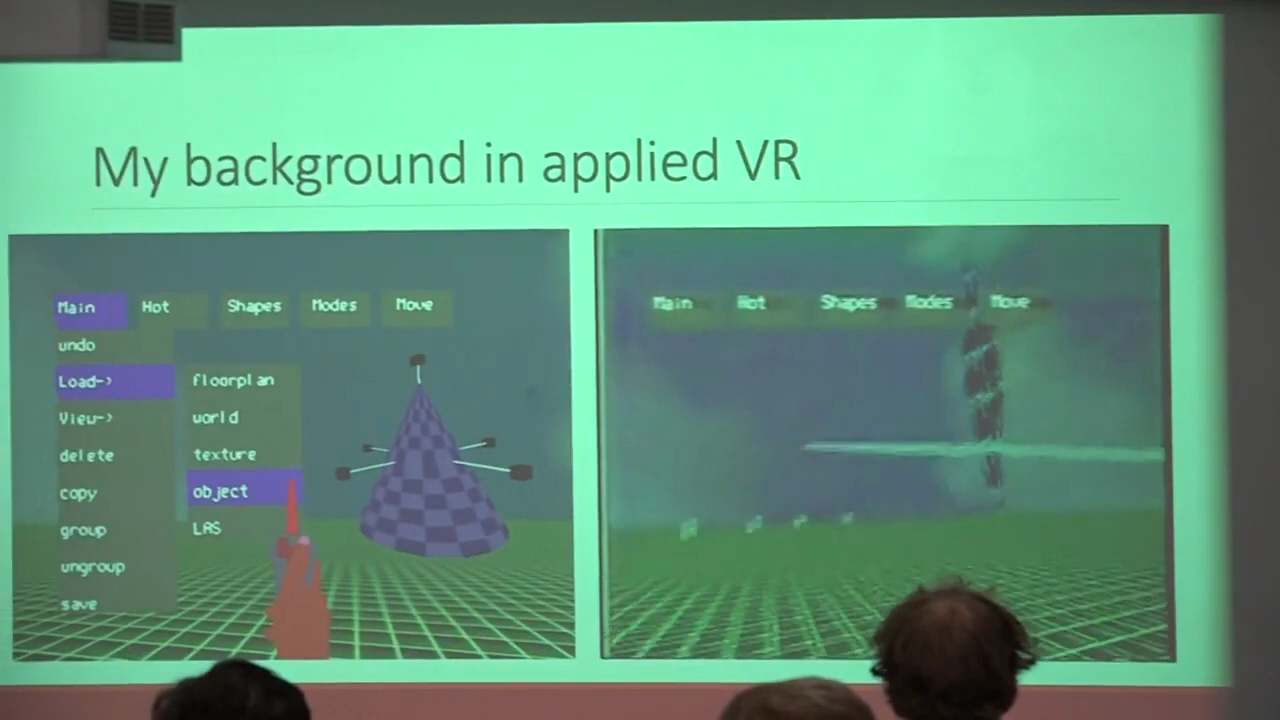 My background in applied VR
Main Hot Shapes Modes Move
undo
Load-> floorplan
View-> world
delete texture
copy object
group LAS
ungroup
save
Main Hot Shapes Modes Move